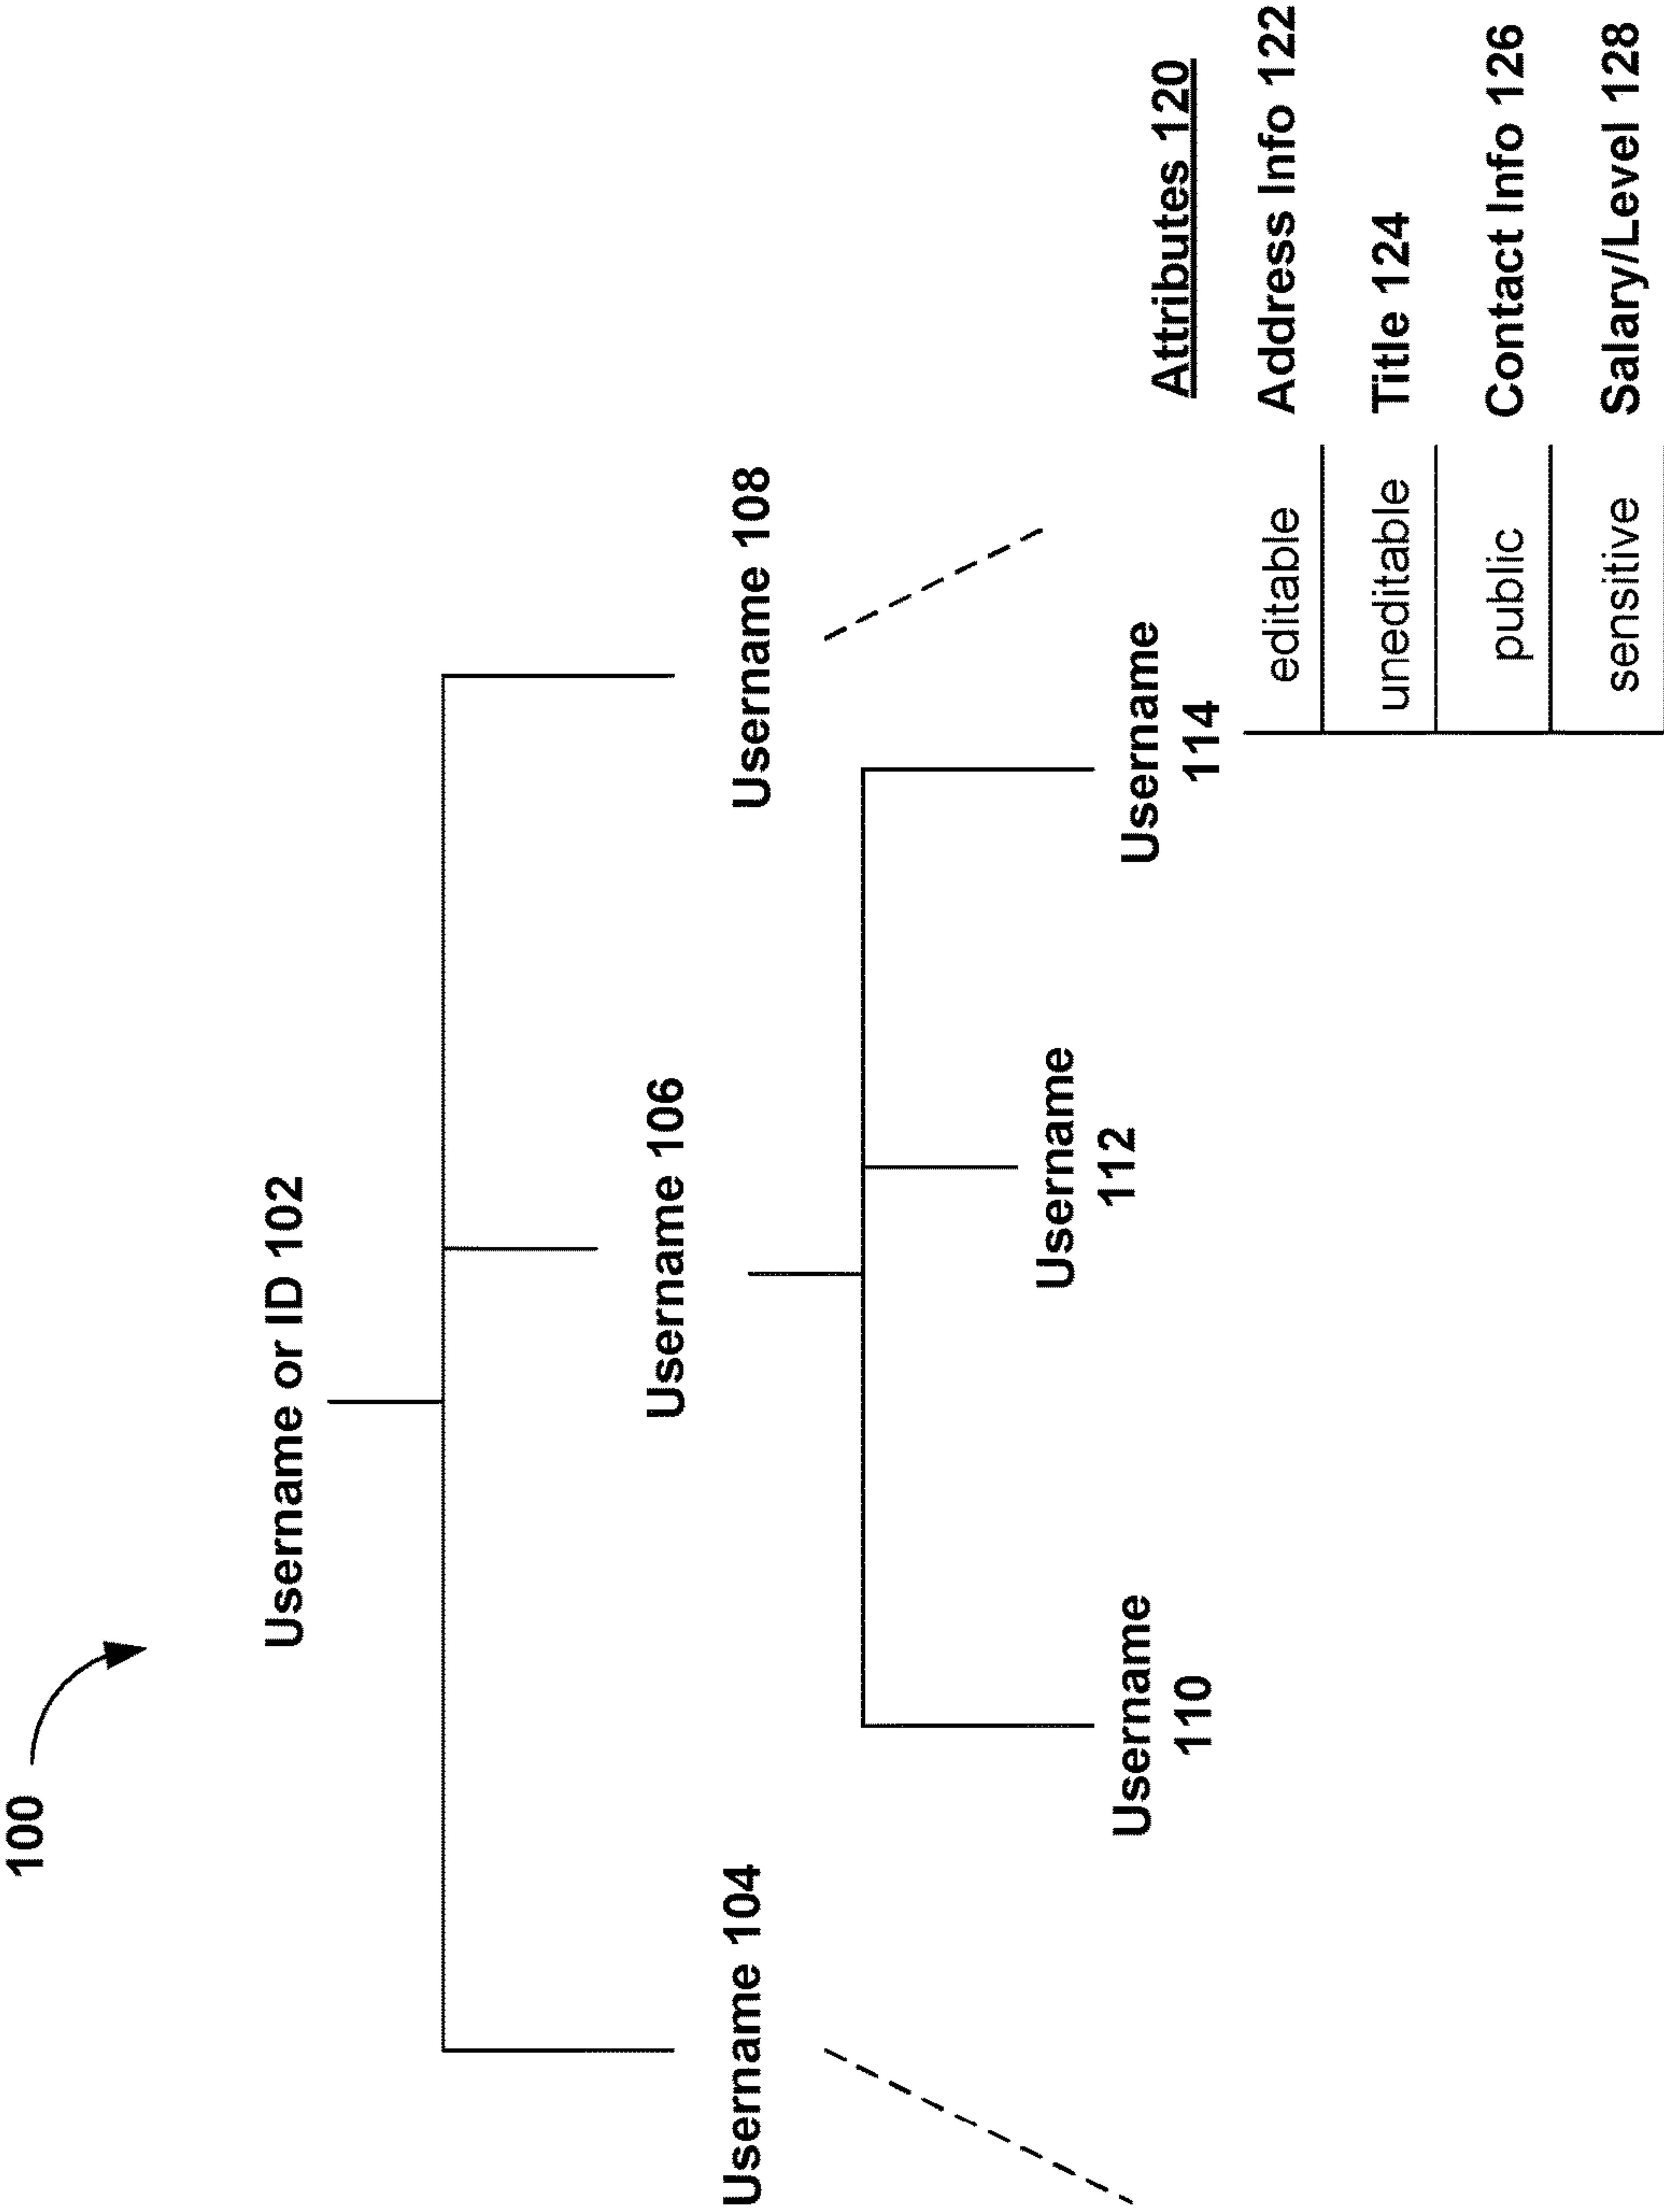 100
Username or ID 102
Username 104
Username 106
Username 108
Username
110
Username
112
Username
114
Attributes 120
editable
Address Info 122
uneditable
Title 124
public
Contact Info 126
sensitive
Salary/Level 128